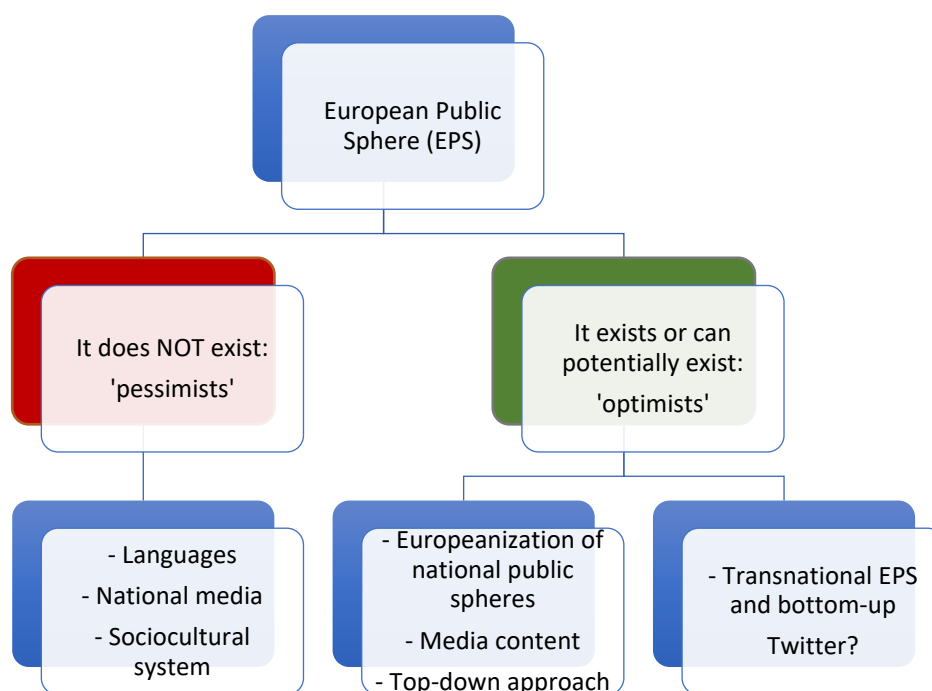 European Public
Sphere (EPS)
It does NOT exist:
'pessimists'
It exists or can
potentially exist:
'optimists'
- Languages
- National media
- Sociocultural
system
- Europeanization of
national public
spheres
- Media content
- Top-down approach
- Transnational EPS
and bottom-up
Twitter?